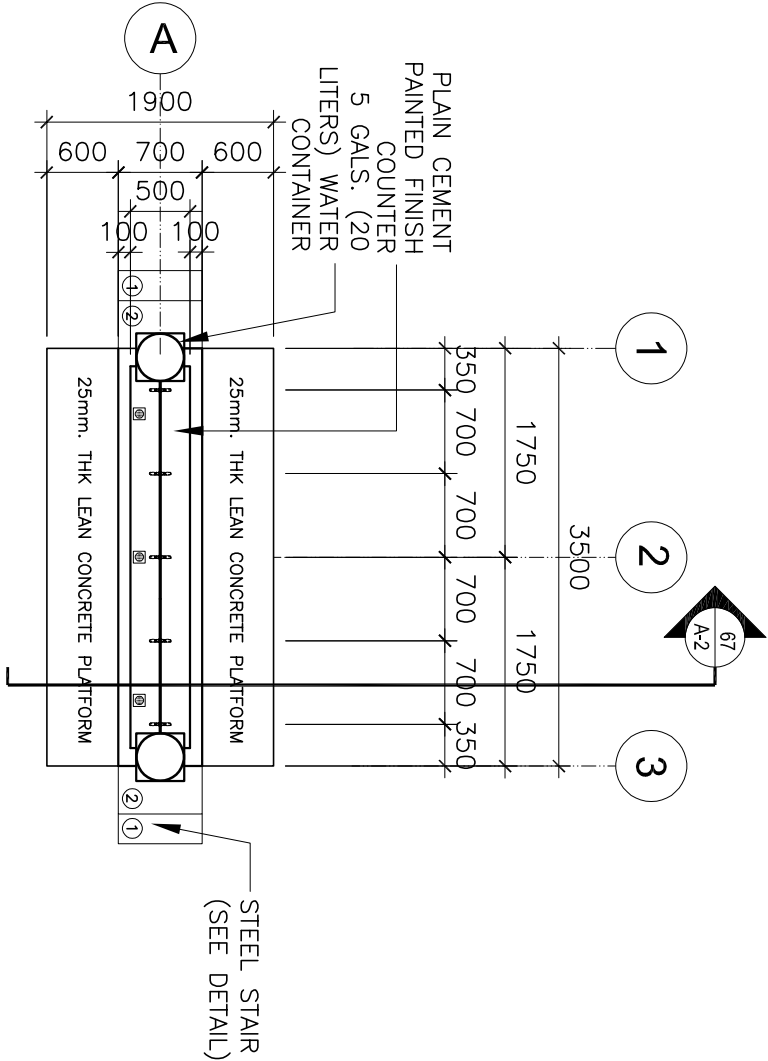 A
1900
600
700
600
500
100
100
PLAIN CEMENT
PAINTED FINISH
COUNTER
5 GALS. (20
LITERS) WATER
CONTAINER
1
2
3
3500
1750
1750
350
700
700
700
700
350
67
A-2
1
2
25mm. THK LEAN CONCRETE PLATFORM
25mm. THK LEAN CONCRETE PLATFORM
2
1
STEEL STAIR
(SEE DETAIL)